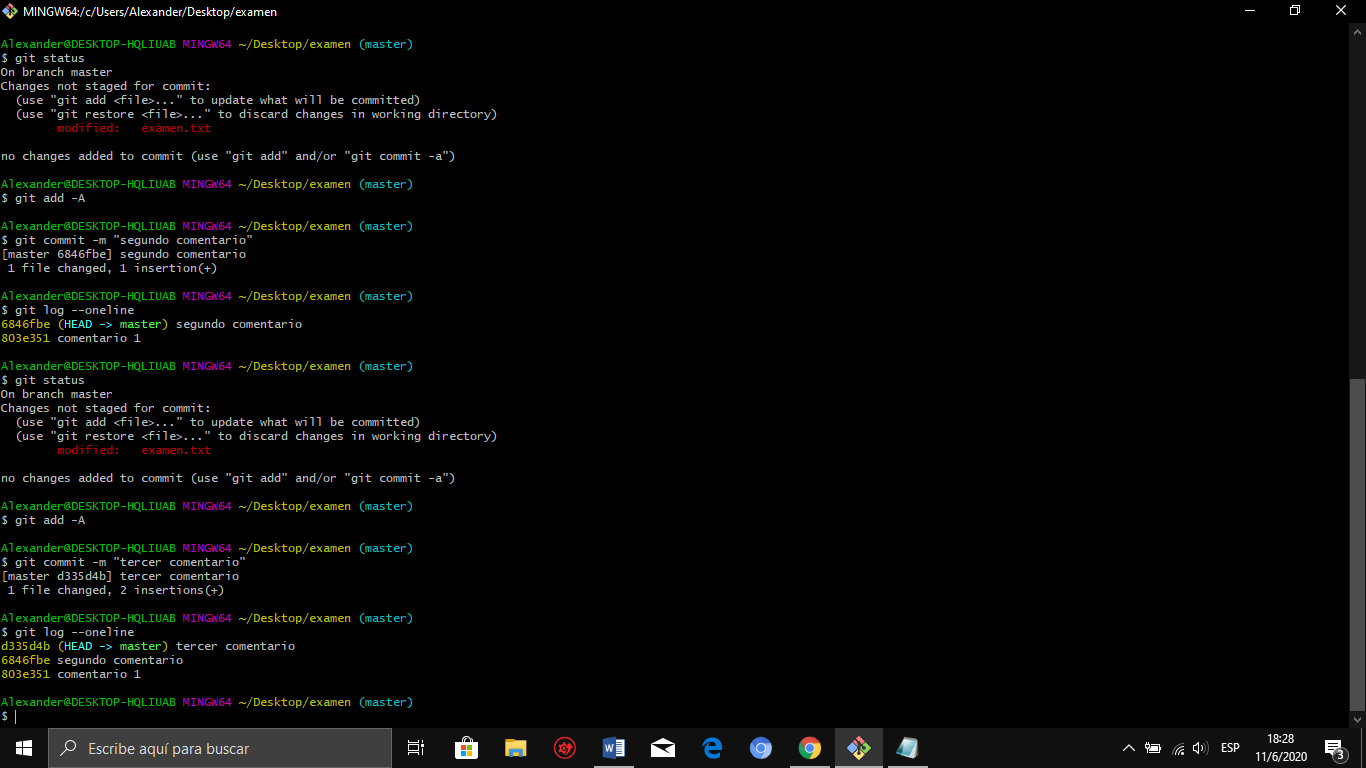 MINGW64:/c/Users/Alexander/Desktop/examen
Alexander@DESKTOP-HQLIUAB MINGW64 ~/Desktop/examen (master)
$ git status
On branch master
Changes not staged for commit:
  (use "git add <file>..." to update what will be committed)
  (use "git restore <file>..." to discard changes in working directory)
        modified:   examen.txt
no changes added to commit (use "git add" and/or "git commit -a")
Alexander@DESKTOP-HQLIUAB MINGW64 ~/Desktop/examen (master)
$ git add -A
Alexander@DESKTOP-HQLIUAB MINGW64 ~/Desktop/examen (master)
$ git commit -m "segundo comentario"
[master 6846fbe] segundo comentario
 1 file changed, 1 insertion(+)
Alexander@DESKTOP-HQLIUAB MINGW64 ~/Desktop/examen (master)
$ git log --oneline
6846fbe (HEAD -> master) segundo comentario
803e351 comentario 1
Alexander@DESKTOP-HQLIUAB MINGW64 ~/Desktop/examen (master)
$ git status
On branch master
Changes not staged for commit:
  (use "git add <file>..." to update what will be committed)
  (use "git restore <file>..." to discard changes in working directory)
        modified:   examen.txt
no changes added to commit (use "git add" and/or "git commit -a")
Alexander@DESKTOP-HQLIUAB MINGW64 ~/Desktop/examen (master)
$ git add -A
Alexander@DESKTOP-HQLIUAB MINGW64 ~/Desktop/examen (master)
$ git commit -m "tercer comentario"
[master d335d4b] tercer comentario
 1 file changed, 2 insertions(+)
Alexander@DESKTOP-HQLIUAB MINGW64 ~/Desktop/examen (master)
$ git log --oneline
d335d4b (HEAD -> master) tercer comentario
6846fbe segundo comentario
803e351 comentario 1
Alexander@DESKTOP-HQLIUAB MINGW64 ~/Desktop/examen (master)
$
Escribe aquí para buscar
ESP
18:28
11/6/2020
3